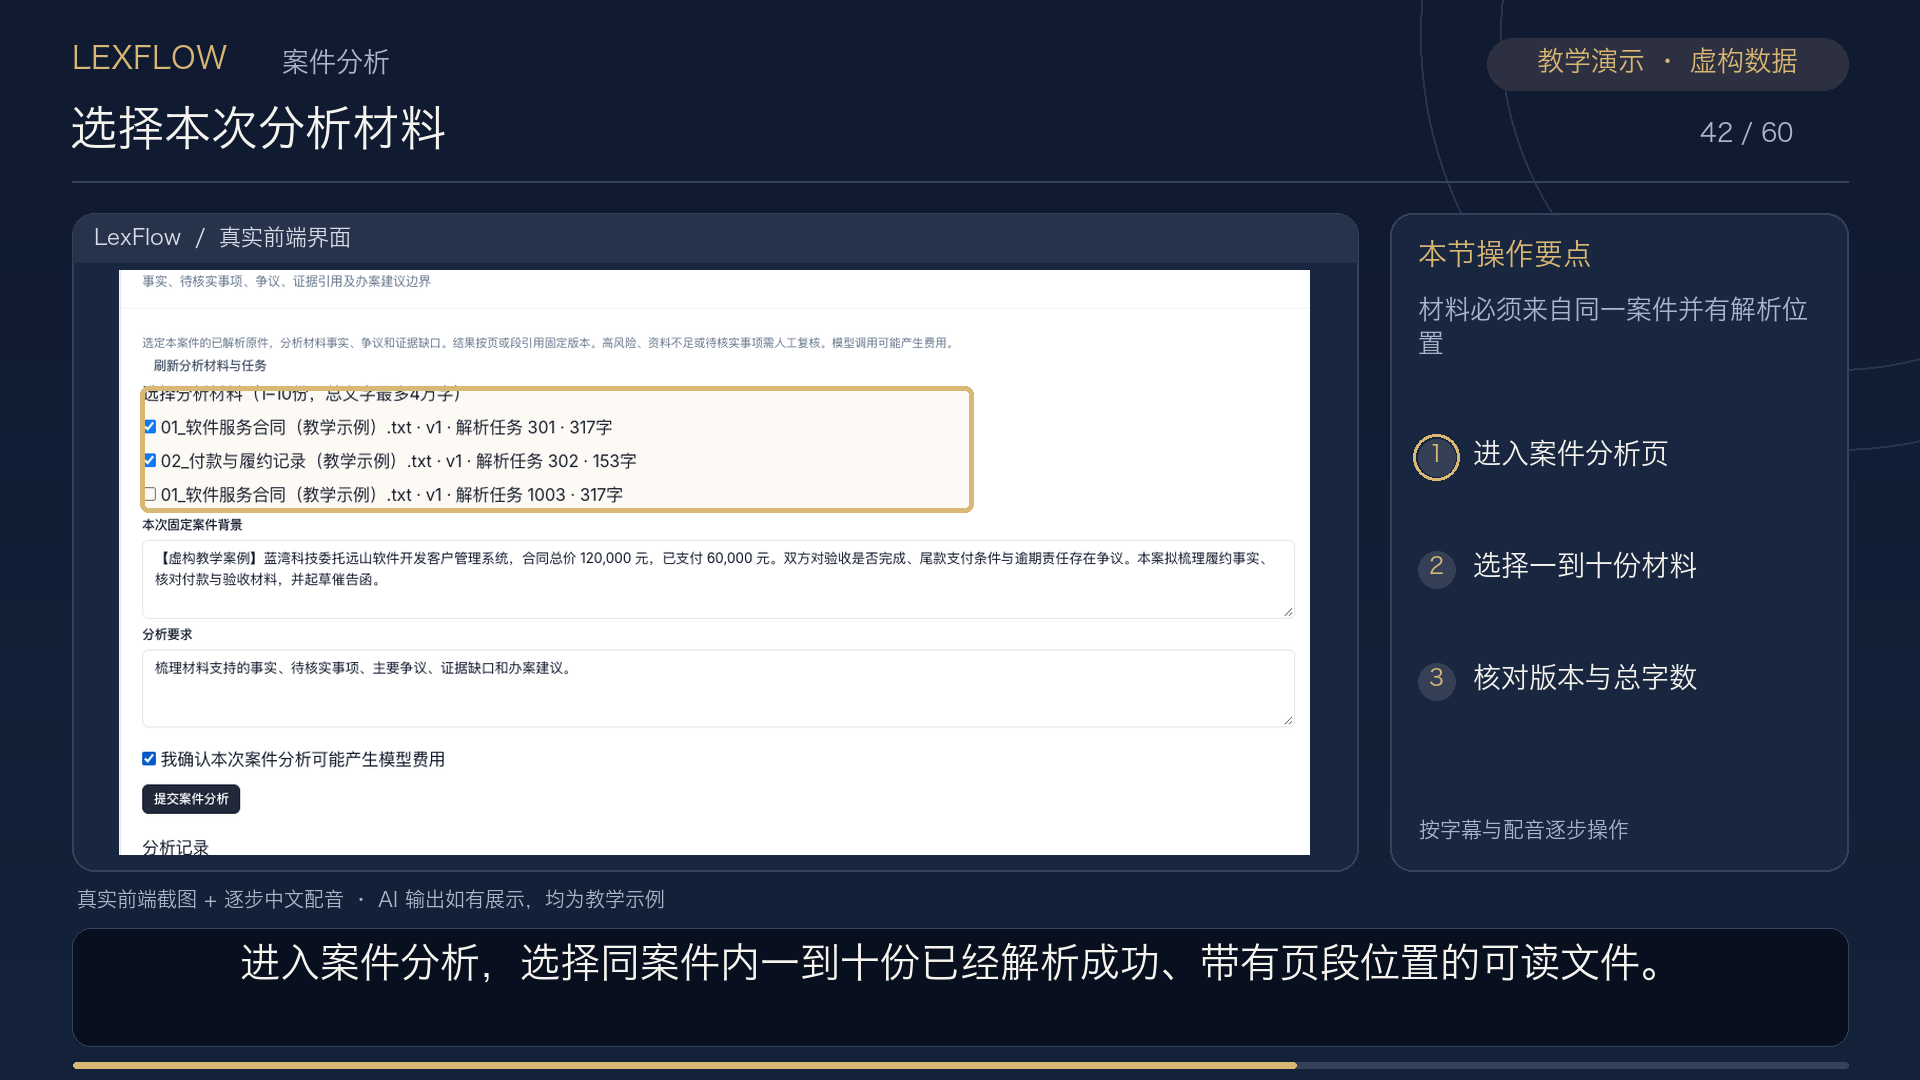 LEXFLOW 案件分析
教学演示 · 虚构数据
选择本次分析材料
42 / 60
LexFlow / 真实前端界面
事实、待核实事项、争议、证据引用及办案建议边界
选定本案件的已解析原件，分析材料事实、争议和证据缺口。结果按页或段引用固定版本。高风险、资料不足或待核实事项需人工复核。模型调用可能产生费用。
刷新分析材料与任务
选择分析材料（1–10份，总文字最多4万字）
01_软件服务合同（教学示例）.txt · v1 · 解析任务 301 · 317字
02_付款与履约记录（教学示例）.txt · v1 · 解析任务 302 · 153字
01_软件服务合同（教学示例）.txt · v1 · 解析任务 1003 · 317字
本次固定案件背景
【虚构教学案例】蓝湾科技委托远山软件开发客户管理系统，合同总价 120,000 元，已支付 60,000 元。双方对验收是否完成、尾款支付条件与逾期责任存在争议。本案拟梳理履约事实、
核对付款与验收材料，并起草催告函。
分析要求
梳理材料支持的事实、待核实事项、主要争议、证据缺口和办案建议。
我确认本次案件分析可能产生模型费用
提交案件分析
分析记录
本节操作要点
材料必须来自同一案件并有解析位
置
1 进入案件分析页
2 选择一到十份材料
3 核对版本与总字数
按字幕与配音逐步操作
真实前端截图 + 逐步中文配音 · AI 输出如有展示，均为教学示例
进入案件分析，选择同案件内一到十份已经解析成功、带有页段位置的可读文件。